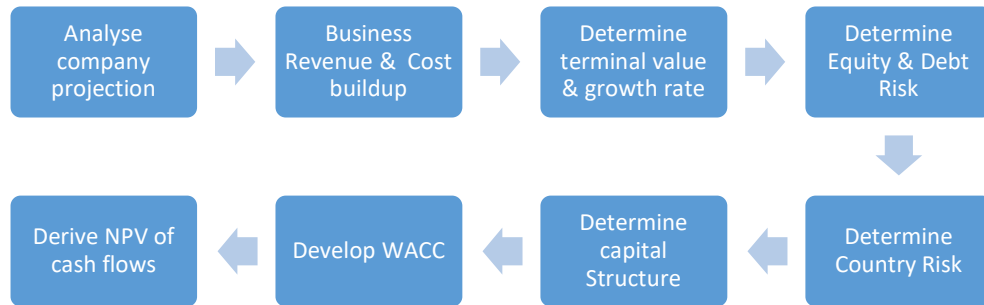 Analyse
company
projection
Business
Revenue & Cost
buildup
Determine
terminal value
& growth rate
Determine
Equity & Debt
Risk
Determine
Country Risk
Determine
capital
Structure
Develop WACC
Derive NPV of
cash flows